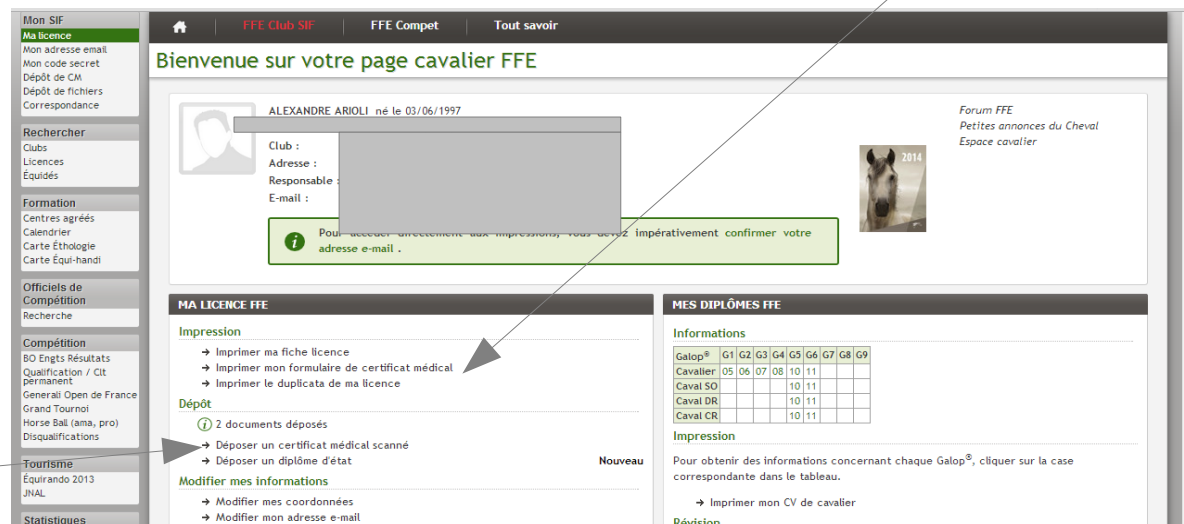 Mon SIF
Ma licence
Mon adresse email
Mon code secret
Dépôt de CM
Dépôt de fichiers
Correspondance
Rechercher
Clubs
Licences
Équidés
Formation
Centres agréés
Calendrier
Carte Éthologie
Carte Équi-handi
Officiels de
Compétition
Recherche
Compétition
BO Engts Résultats
Qualification / Clt
permanent
Generali Open de France
Grand Tournoi
Horse Ball (ama, pro)
Disqualifications
Tourisme
Équirando 2013
JNAL
Statistiques
FFE Club SIF
FFE Compet
Tout savoir
Bienvenue sur votre page cavalier FFE
ALEXANDRE ARIOLI né le 03/06/1997
Club :
Adresse :
Responsable :
E-mail :
2014
Forum FFE
Petites annonces du Cheval
Espace cavalier
Pour accéder directement aux impressions, vous devez impérativement confirmer votre
adresse e-mail .
MA LICENCE FFE
Impression
→ Imprimer ma fiche licence
→ Imprimer mon formulaire de certificat médical
→ Imprimer le duplicata de ma licence
Dépôt
i 2 documents déposés
→ Déposer un certificat médical scanné
→ Déposer un diplôme d'état Nouveau
Modifier mes informations
→ Modifier mes coordonnées
→ Modifier mon adresse e-mail
MES DIPLÔMES FFE
Informations
Galop® G1 G2 G3 G4 G5 G6 G7 G8 G9
Cavalier 05 06 07 08 10 11
Caval SO 10 11
Caval DR 10 11
Caval CR 10 11
Impression
Pour obtenir des informations concernant chaque Galop®, cliquer sur la case
correspondante dans le tableau.
→ Imprimer mon CV de cavalier
Révision